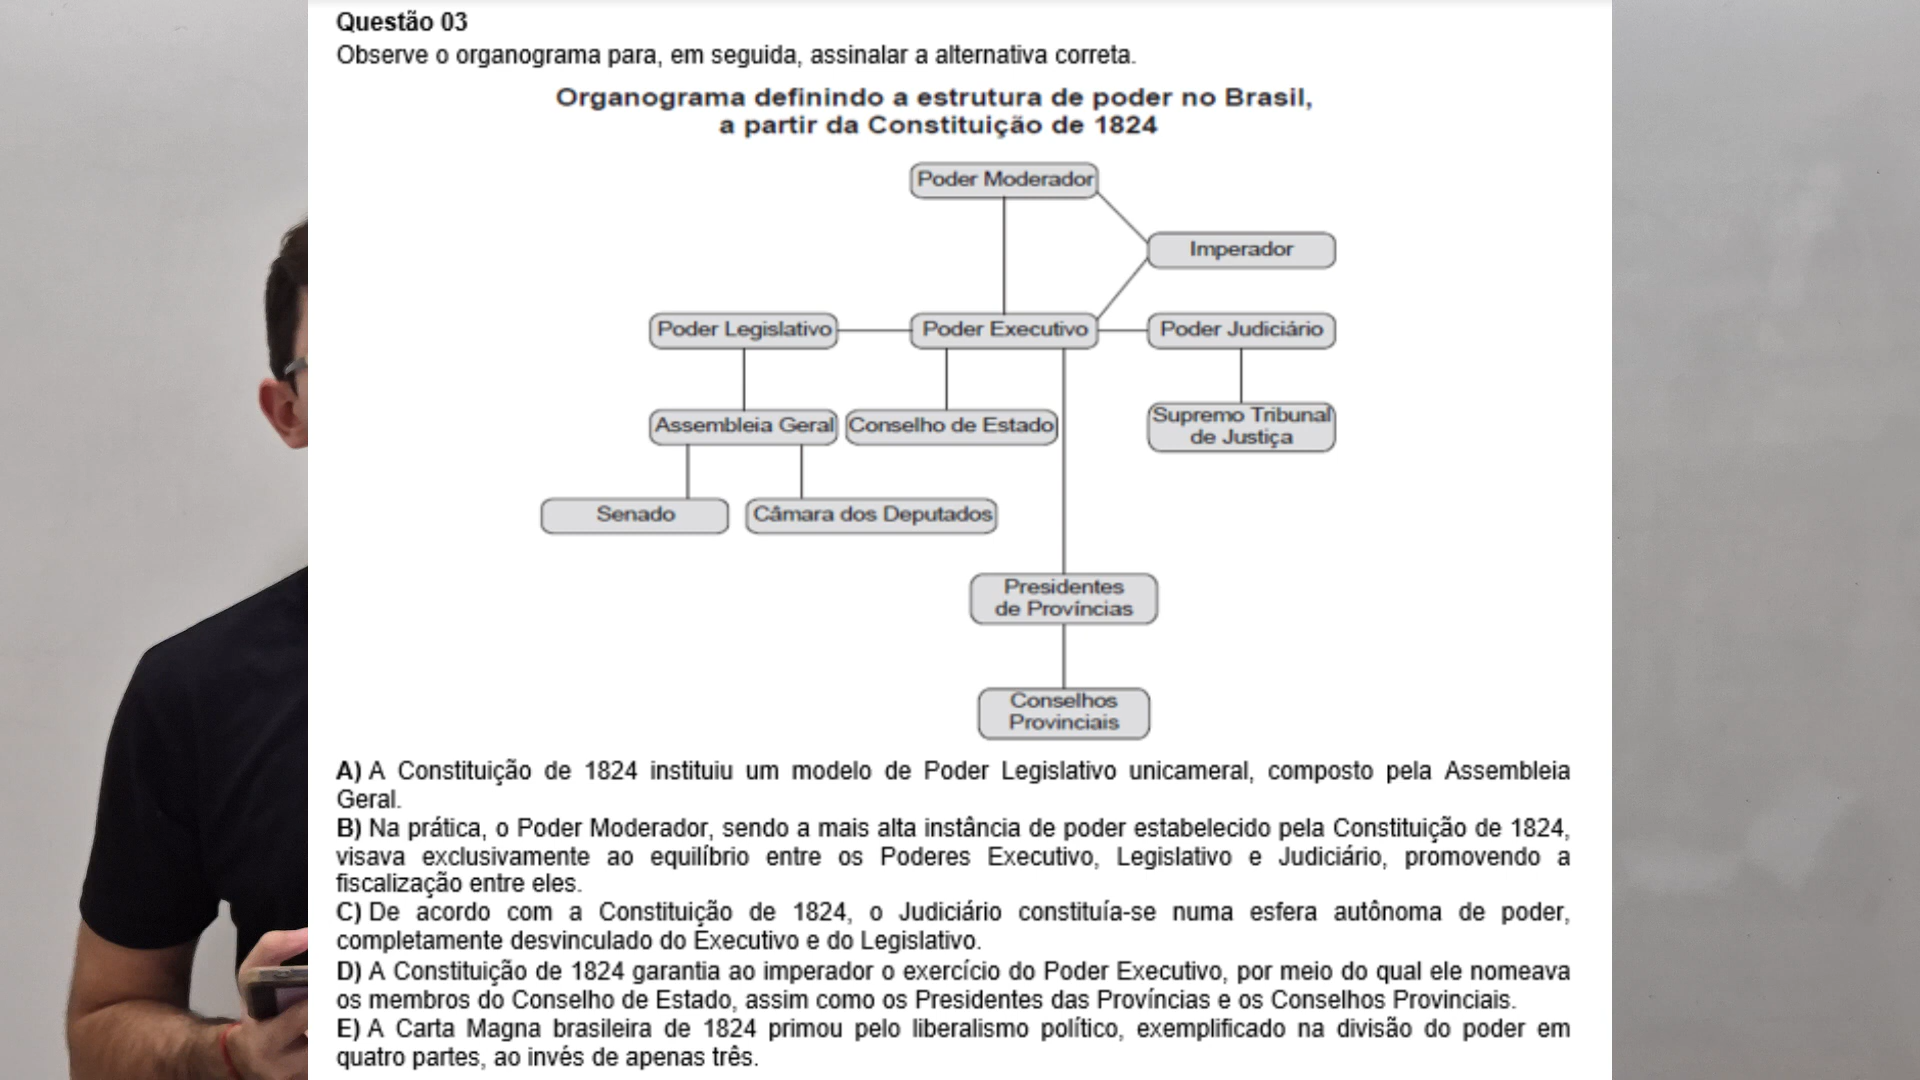 Questão 03
Observe o organograma para, em seguida, assinalar a alternativa correta.
Organograma definindo a estrutura de poder no Brasil,
a partir da Constituição de 1824
Poder Moderador
Imperador
Poder Legislativo
Poder Executivo
Poder Judiciário
Assembleia Geral
Conselho de Estado
Supremo Tribunal
de Justiça
Senado
Câmara dos Deputados
Presidentes
de Províncias
Conselhos
Provinciais
A) A Constituição de 1824 instituiu um modelo de Poder Legislativo unicameral, composto pela Assembleia
Geral.
B) Na prática, o Poder Moderador, sendo a mais alta instância de poder estabelecido pela Constituição de 1824,
visava exclusivamente ao equilíbrio entre os Poderes Executivo, Legislativo e Judiciário, promovendo a
fiscalização entre eles.
C) De acordo com a Constituição de 1824, o Judiciário constituía-se numa esfera autônoma de poder,
completamente desvinculado do Executivo e do Legislativo.
D) A Constituição de 1824 garantia ao imperador o exercício do Poder Executivo, por meio do qual ele nomeava
os membros do Conselho de Estado, assim como os Presidentes das Províncias e os Conselhos Provinciais.
E) A Carta Magna brasileira de 1824 primou pelo liberalismo político, exemplificado na divisão do poder em
quatro partes, ao invés de apenas três.